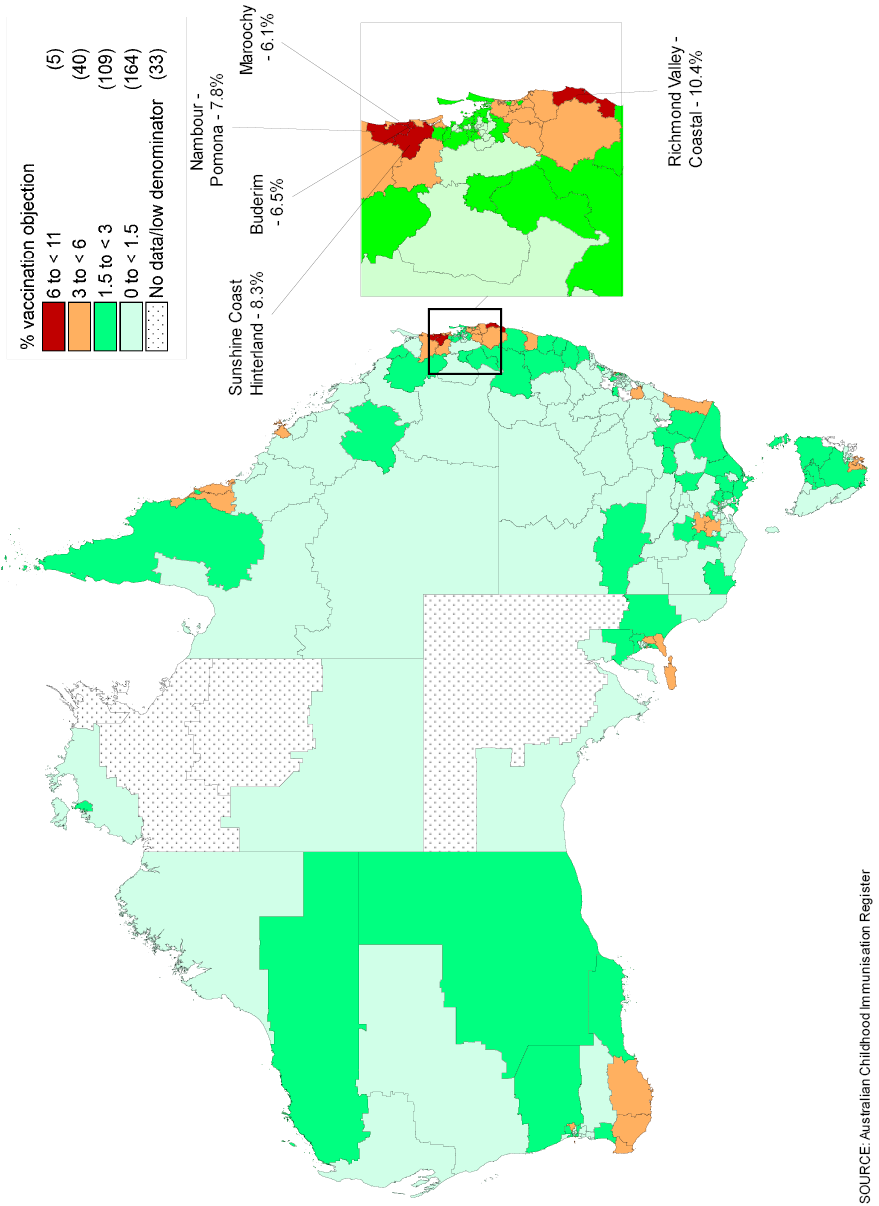 % vaccination objection
6 to < 11 (5)
3 to < 6 (40)
1.5 to < 3 (109)
0 to < 1.5 (164)
No data/low denominator (33)
Maroochy
- 6.1%
Nambour -
Pomona - 7.8%
Buderim
- 6.5%
Sunshine Coast
Hinterland - 8.3%
Richmond Valley -
Coastal - 10.4%
SOURCE: Australian Childhood Immunisation Register